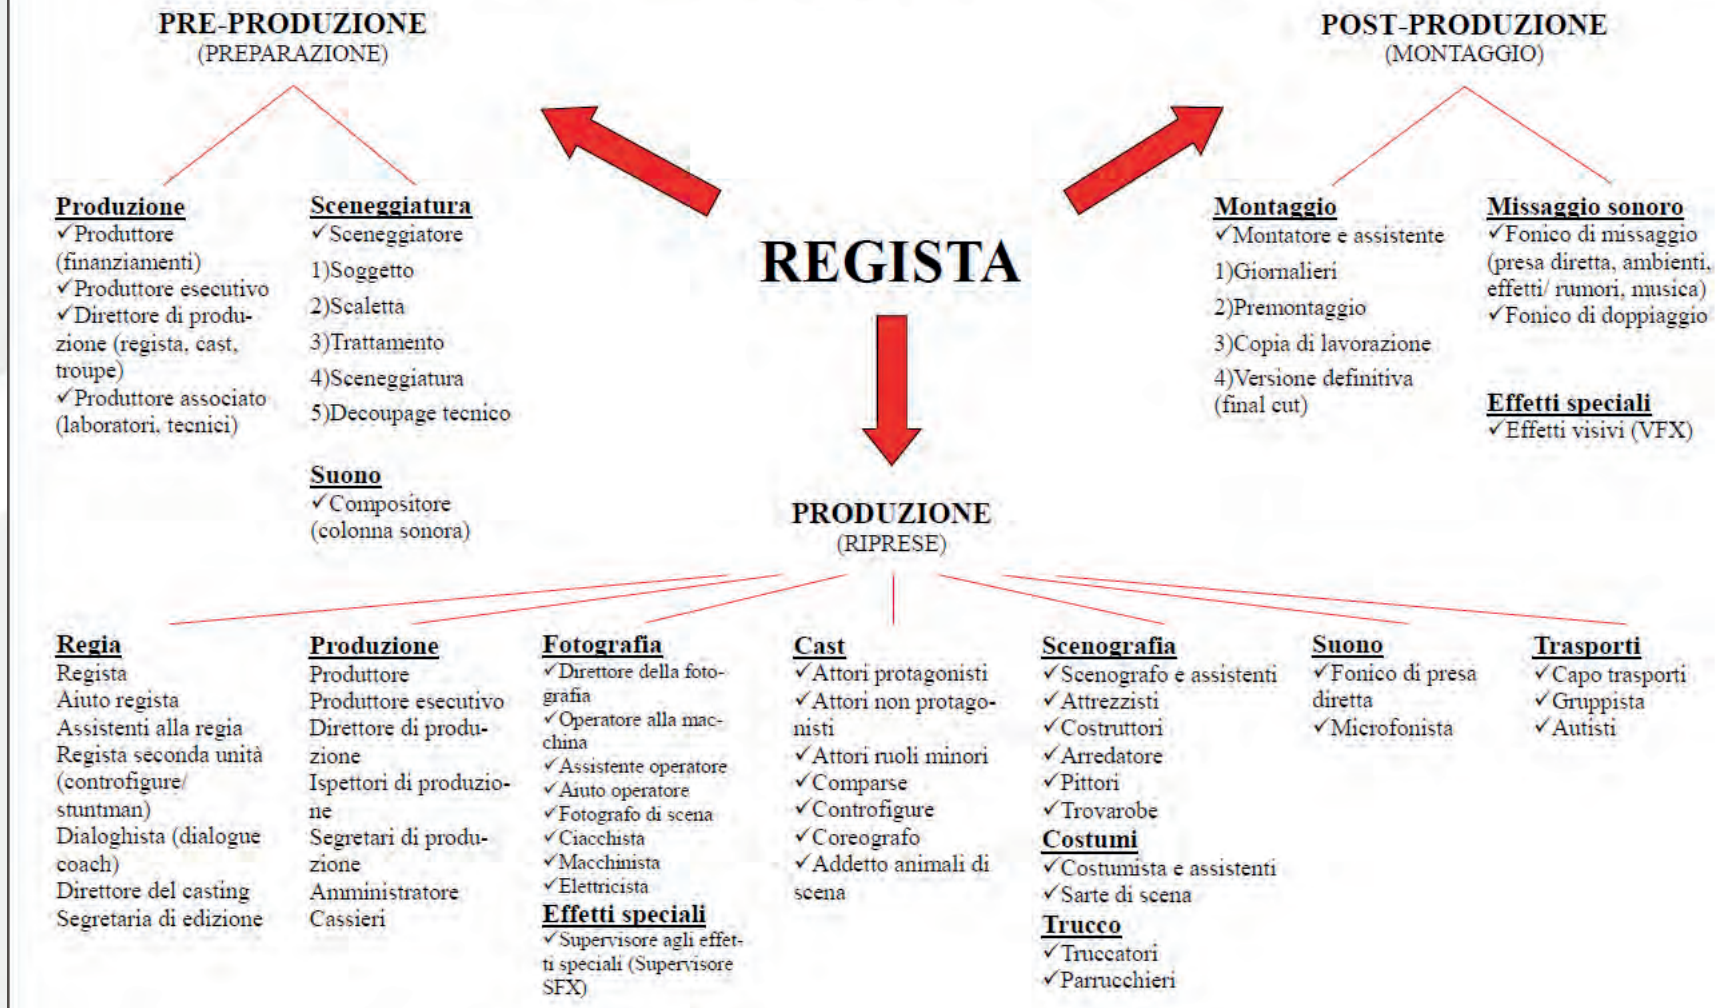 PRE-PRODUZIONE
(PREPARAZIONE)
Produzione
✓Produttore
(finanziamenti)
✓Produttore esecutivo
✓Direttore di produ-
zione (regista, cast,
troupe)
✓Produttore associato
(laboratori, tecnici)
Sceneggiatura
✓Sceneggiatore
1)Soggetto
2)Scaletta
3)Trattamento
4)Sceneggiatura
5)Decoupage tecnico
Suono
✓Compositore
(colonna sonora)
REGISTA
POST-PRODUZIONE
(MONTAGGIO)
Montaggio
✓Montatore e assistente
1)Giornalieri
2)Premontaggio
3)Copia di lavorazione
4)Versione definitiva
(final cut)
Missaggio sonoro
✓Fonico di missaggio
(presa diretta, ambienti,
effetti/ rumori, musica)
✓Fonico di doppiaggio
Effetti speciali
✓Effetti visivi (VFX)
PRODUZIONE
(RIPRESE)
Regia
Regista
Aiuto regista
Assistenti alla regia
Regista seconda unità
(controfigure/
stuntman)
Dialoghista (dialogue
coach)
Direttore del casting
Segretaria di edizione
Produzione
Produttore
Produttore esecutivo
Direttore di produ-
zione
Ispettori di produzio-
ne
Segretari di produ-
zione
Amministratore
Cassieri
Fotografia
✓Direttore della foto-
grafia
✓Operatore alla mac-
china
✓Assistente operatore
✓Aiuto operatore
✓Fotografo di scena
✓Ciacchista
✓Macchinista
✓Elettricista
Effetti speciali
✓Supervisore agli effet-
ti speciali (Supervisore
SFX)
Cast
✓Attori protagonisti
✓Attori non protago-
nisti
✓Attori ruoli minori
✓Comparse
✓Controfigure
✓Coreografo
✓Addetto animali di
scena
Scenografia
✓Scenografo e assistenti
✓Attrezzisti
✓Costruttori
✓Arredatore
✓Pittori
✓Trovarobe
Costumi
✓Costumista e assistenti
✓Sarte di scena
Trucco
✓Truccatori
✓Parrucchieri
Suono
✓Fonico di presa
diretta
✓Microfonista
Trasporti
✓Capo trasporti
✓Gruppista
✓Autisti